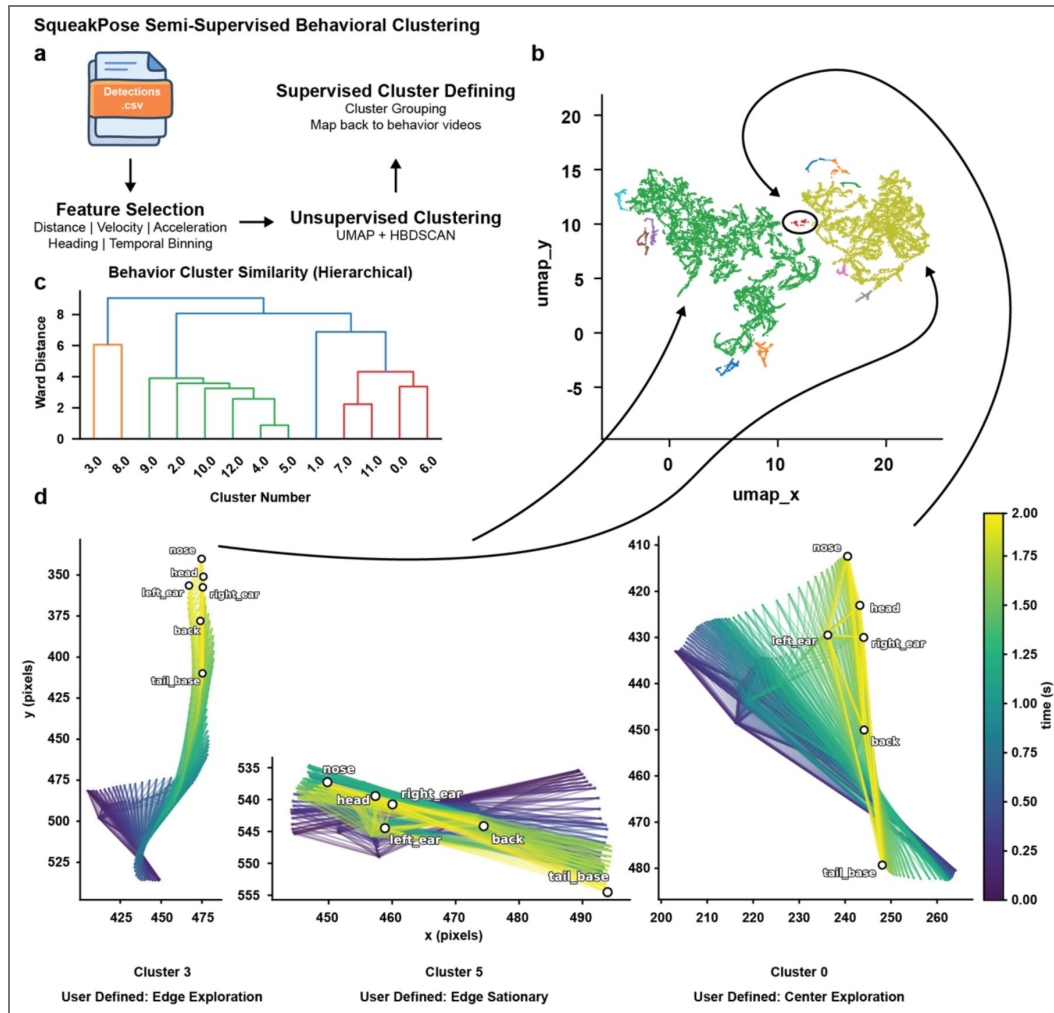 SqueakPose Semi-Supervised Behavioral Clustering
a
Detections
.csv
Supervised Cluster Defining
Cluster Grouping
Map back to behavior videos
Feature Selection
Distance | Velocity | Acceleration
Heading | Temporal Binning
Unsupervised Clustering
UMAP + HBDSCAN
b
20
15
10
5
0
-5
umap_y
0 10 20
umap_x
c
Behavior Cluster Similarity (Hierarchical)
8
6
4
2
0
Ward Distance
3.0 8.0 9.0 2.0 10.0 12.0 4.0 5.0 1.0 7.0 11.0 0.0 6.0
Cluster Number
d
nose
head
left_ear
right_ear
back
tail_base
350
375
400
425
450
475
500
525
y (pixels)
425 450 475
Cluster 3
User Defined: Edge Exploration
nose
head
right_ear
left_ear
back
tail_base
535
540
545
550
555
450 460 470 480 490
x (pixels)
Cluster 5
User Defined: Edge Sationary
nose
head
left_ear
right_ear
back
tail_base
410
420
430
440
450
460
470
480
200 210 220 230 240 250 260
Cluster 0
User Defined: Center Exploration
2.00
1.75
1.50
1.25
1.00
0.75
0.50
0.25
0.00
time (s)